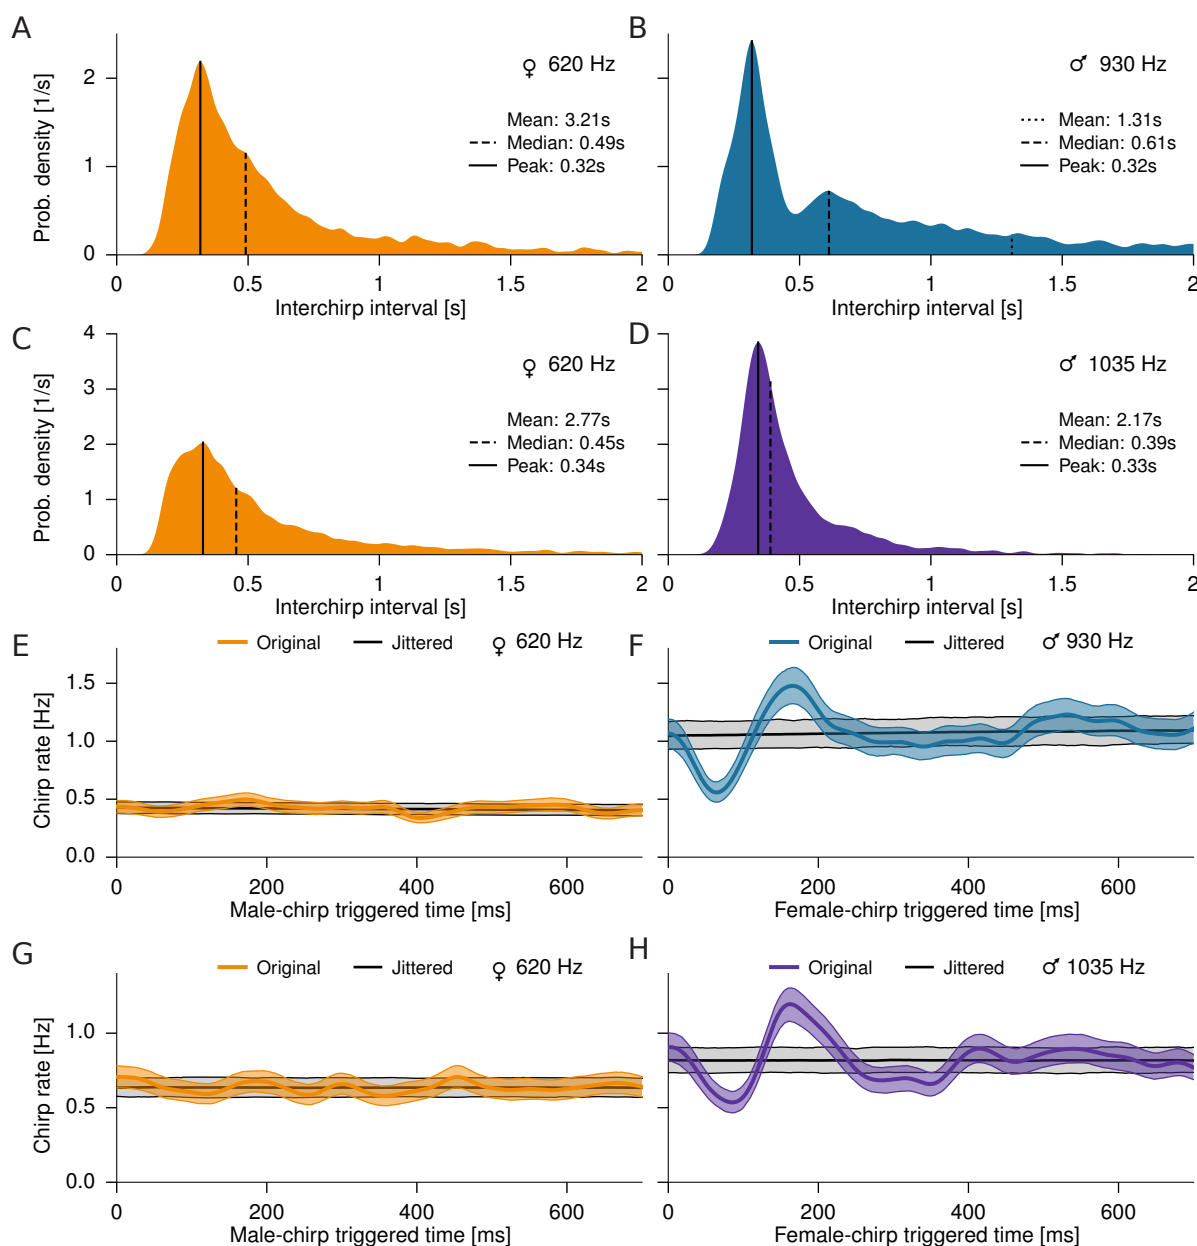 A
Prob. density [1/s]
2
1
0
♀ 620 Hz
Mean: 3.21s
Median: 0.49s
Peak: 0.32s
0 0.5 1 1.5 2
Interchirp interval [s]
B
♂ 930 Hz
Mean: 1.31s
Median: 0.61s
Peak: 0.32s
0 0.5 1 1.5 2
Interchirp interval [s]
C
Prob. density [1/s]
4
3
2
1
0
♀ 620 Hz
Mean: 2.77s
Median: 0.45s
Peak: 0.34s
0 0.5 1 1.5 2
Interchirp interval [s]
D
♂ 1035 Hz
Mean: 2.17s
Median: 0.39s
Peak: 0.33s
0 0.5 1 1.5 2
Interchirp interval [s]
E
Original Jittered ♀ 620 Hz
Chirp rate [Hz]
1.5
1.0
0.5
0.0
0 200 400 600
Male-chirp triggered time [ms]
F
Original Jittered ♂ 930 Hz
0 200 400 600
Female-chirp triggered time [ms]
G
Original Jittered ♀ 620 Hz
Chirp rate [Hz]
1.0
0.5
0.0
0 200 400 600
Male-chirp triggered time [ms]
H
Original Jittered ♂ 1035 Hz
0 200 400 600
Female-chirp triggered time [ms]